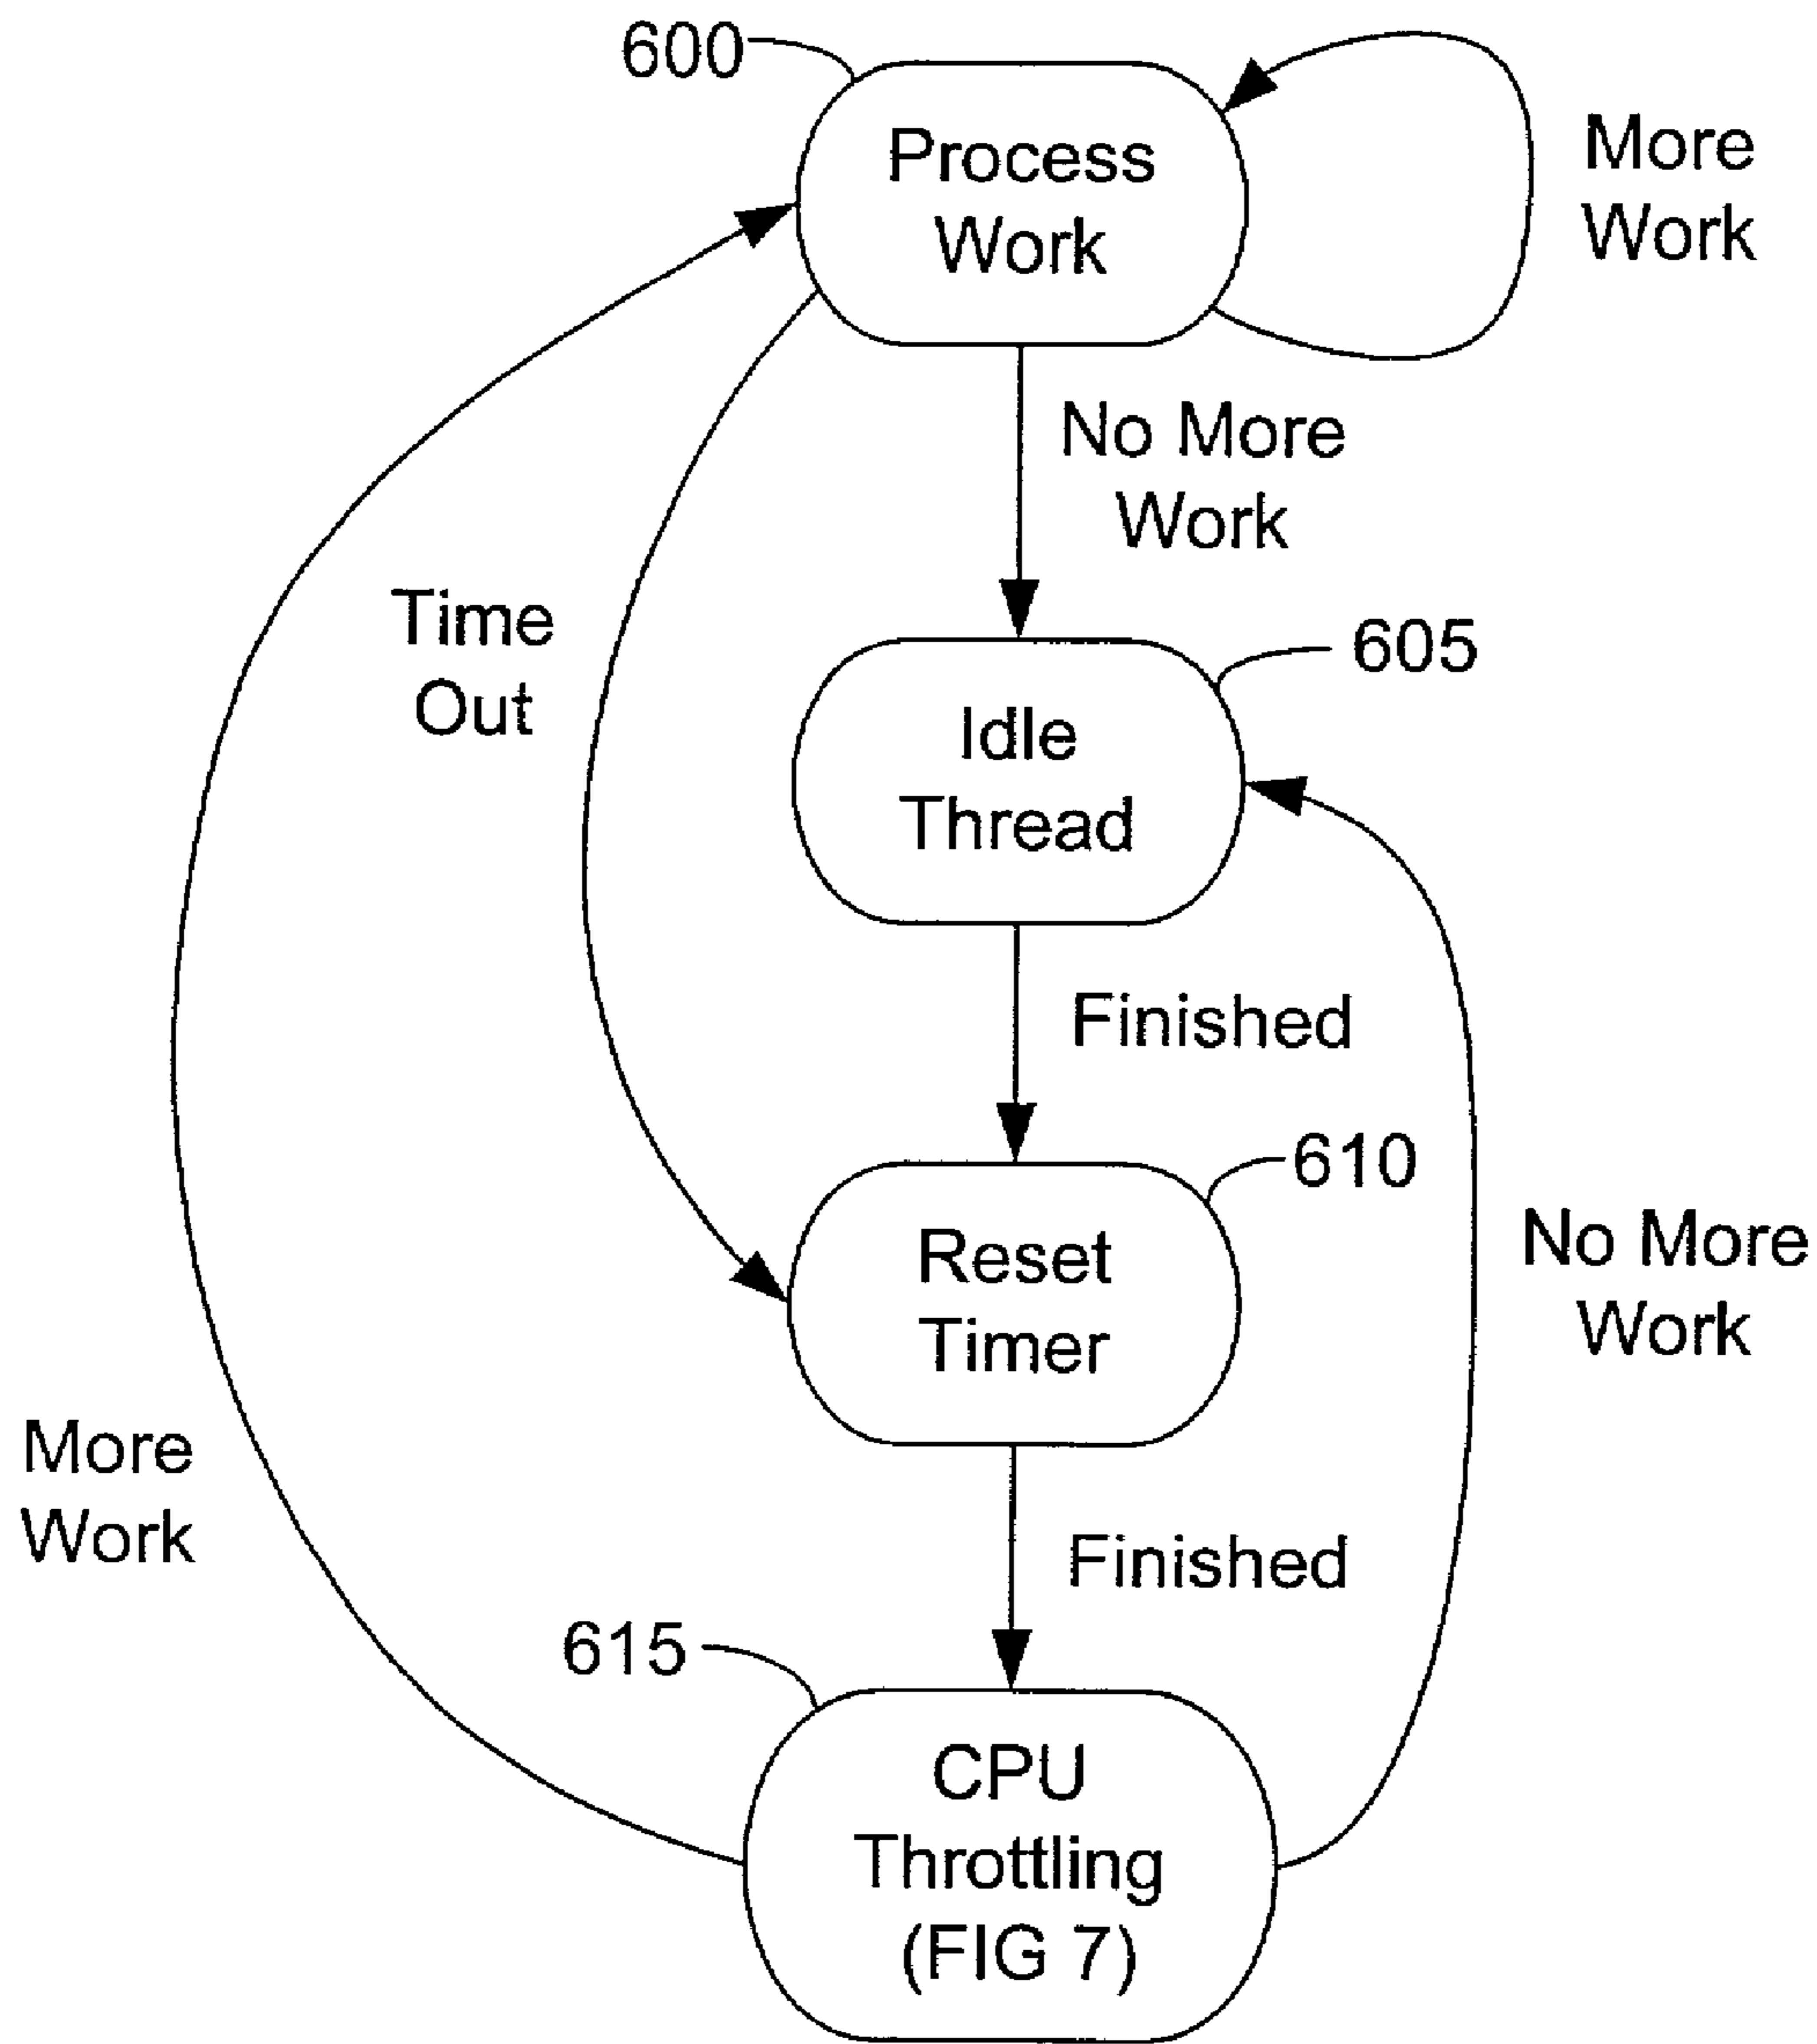 600
Process
Work
More
Work
No More
Work
Time
Out
605
Idle
Thread
Finished
610
Reset
Timer
No More
Work
More
Work
Finished
615
CPU
Throttling
(FIG 7)